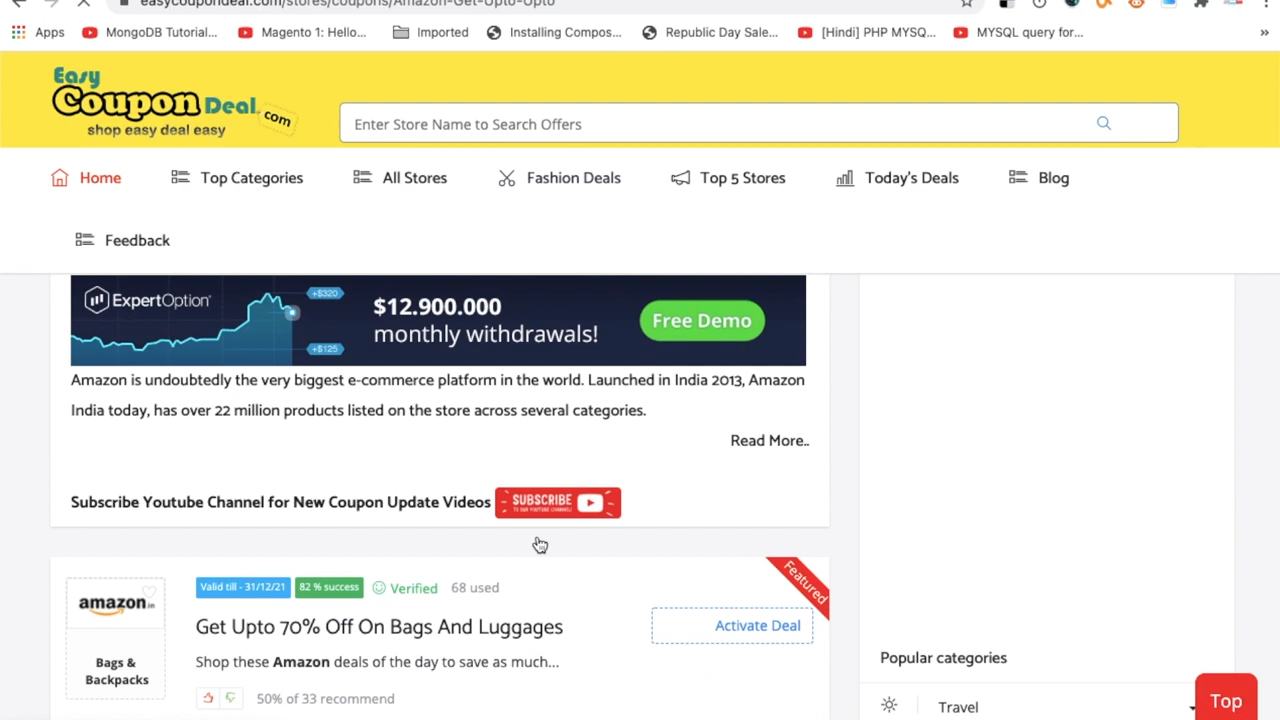 easycoupondeal.com/stores/coupons/Amazon-Get-Upto-Upto
Apps MongoDB Tutorial... Magento 1: Hello... Imported Installing Compos... Republic Day Sale... [Hindi] PHP MYSQ... MYSQL query for... »
Easy
Coupon Deal .com
shop easy deal easy
Enter Store Name to Search Offers
Home Top Categories All Stores Fashion Deals Top 5 Stores Today's Deals Blog
Feedback
ExpertOption
+$320
+$125
$12.900.000
monthly withdrawals!
Free Demo
Amazon is undoubtedly the very biggest e-commerce platform in the world. Launched in India 2013, Amazon
India today, has over 22 million products listed on the store across several categories.
Read More..
Subscribe Youtube Channel for New Coupon Update Videos SUBSCRIBE
TO OUR YOUTUBE CHANNEL
Featured
Valid till - 31/12/21 82 % success Verified 68 used
amazon.in
Bags &
Backpacks
Get Upto 70% Off On Bags And Luggages
Activate Deal
Shop these Amazon deals of the day to save as much...
50% of 33 recommend
Popular categories
Travel
Top